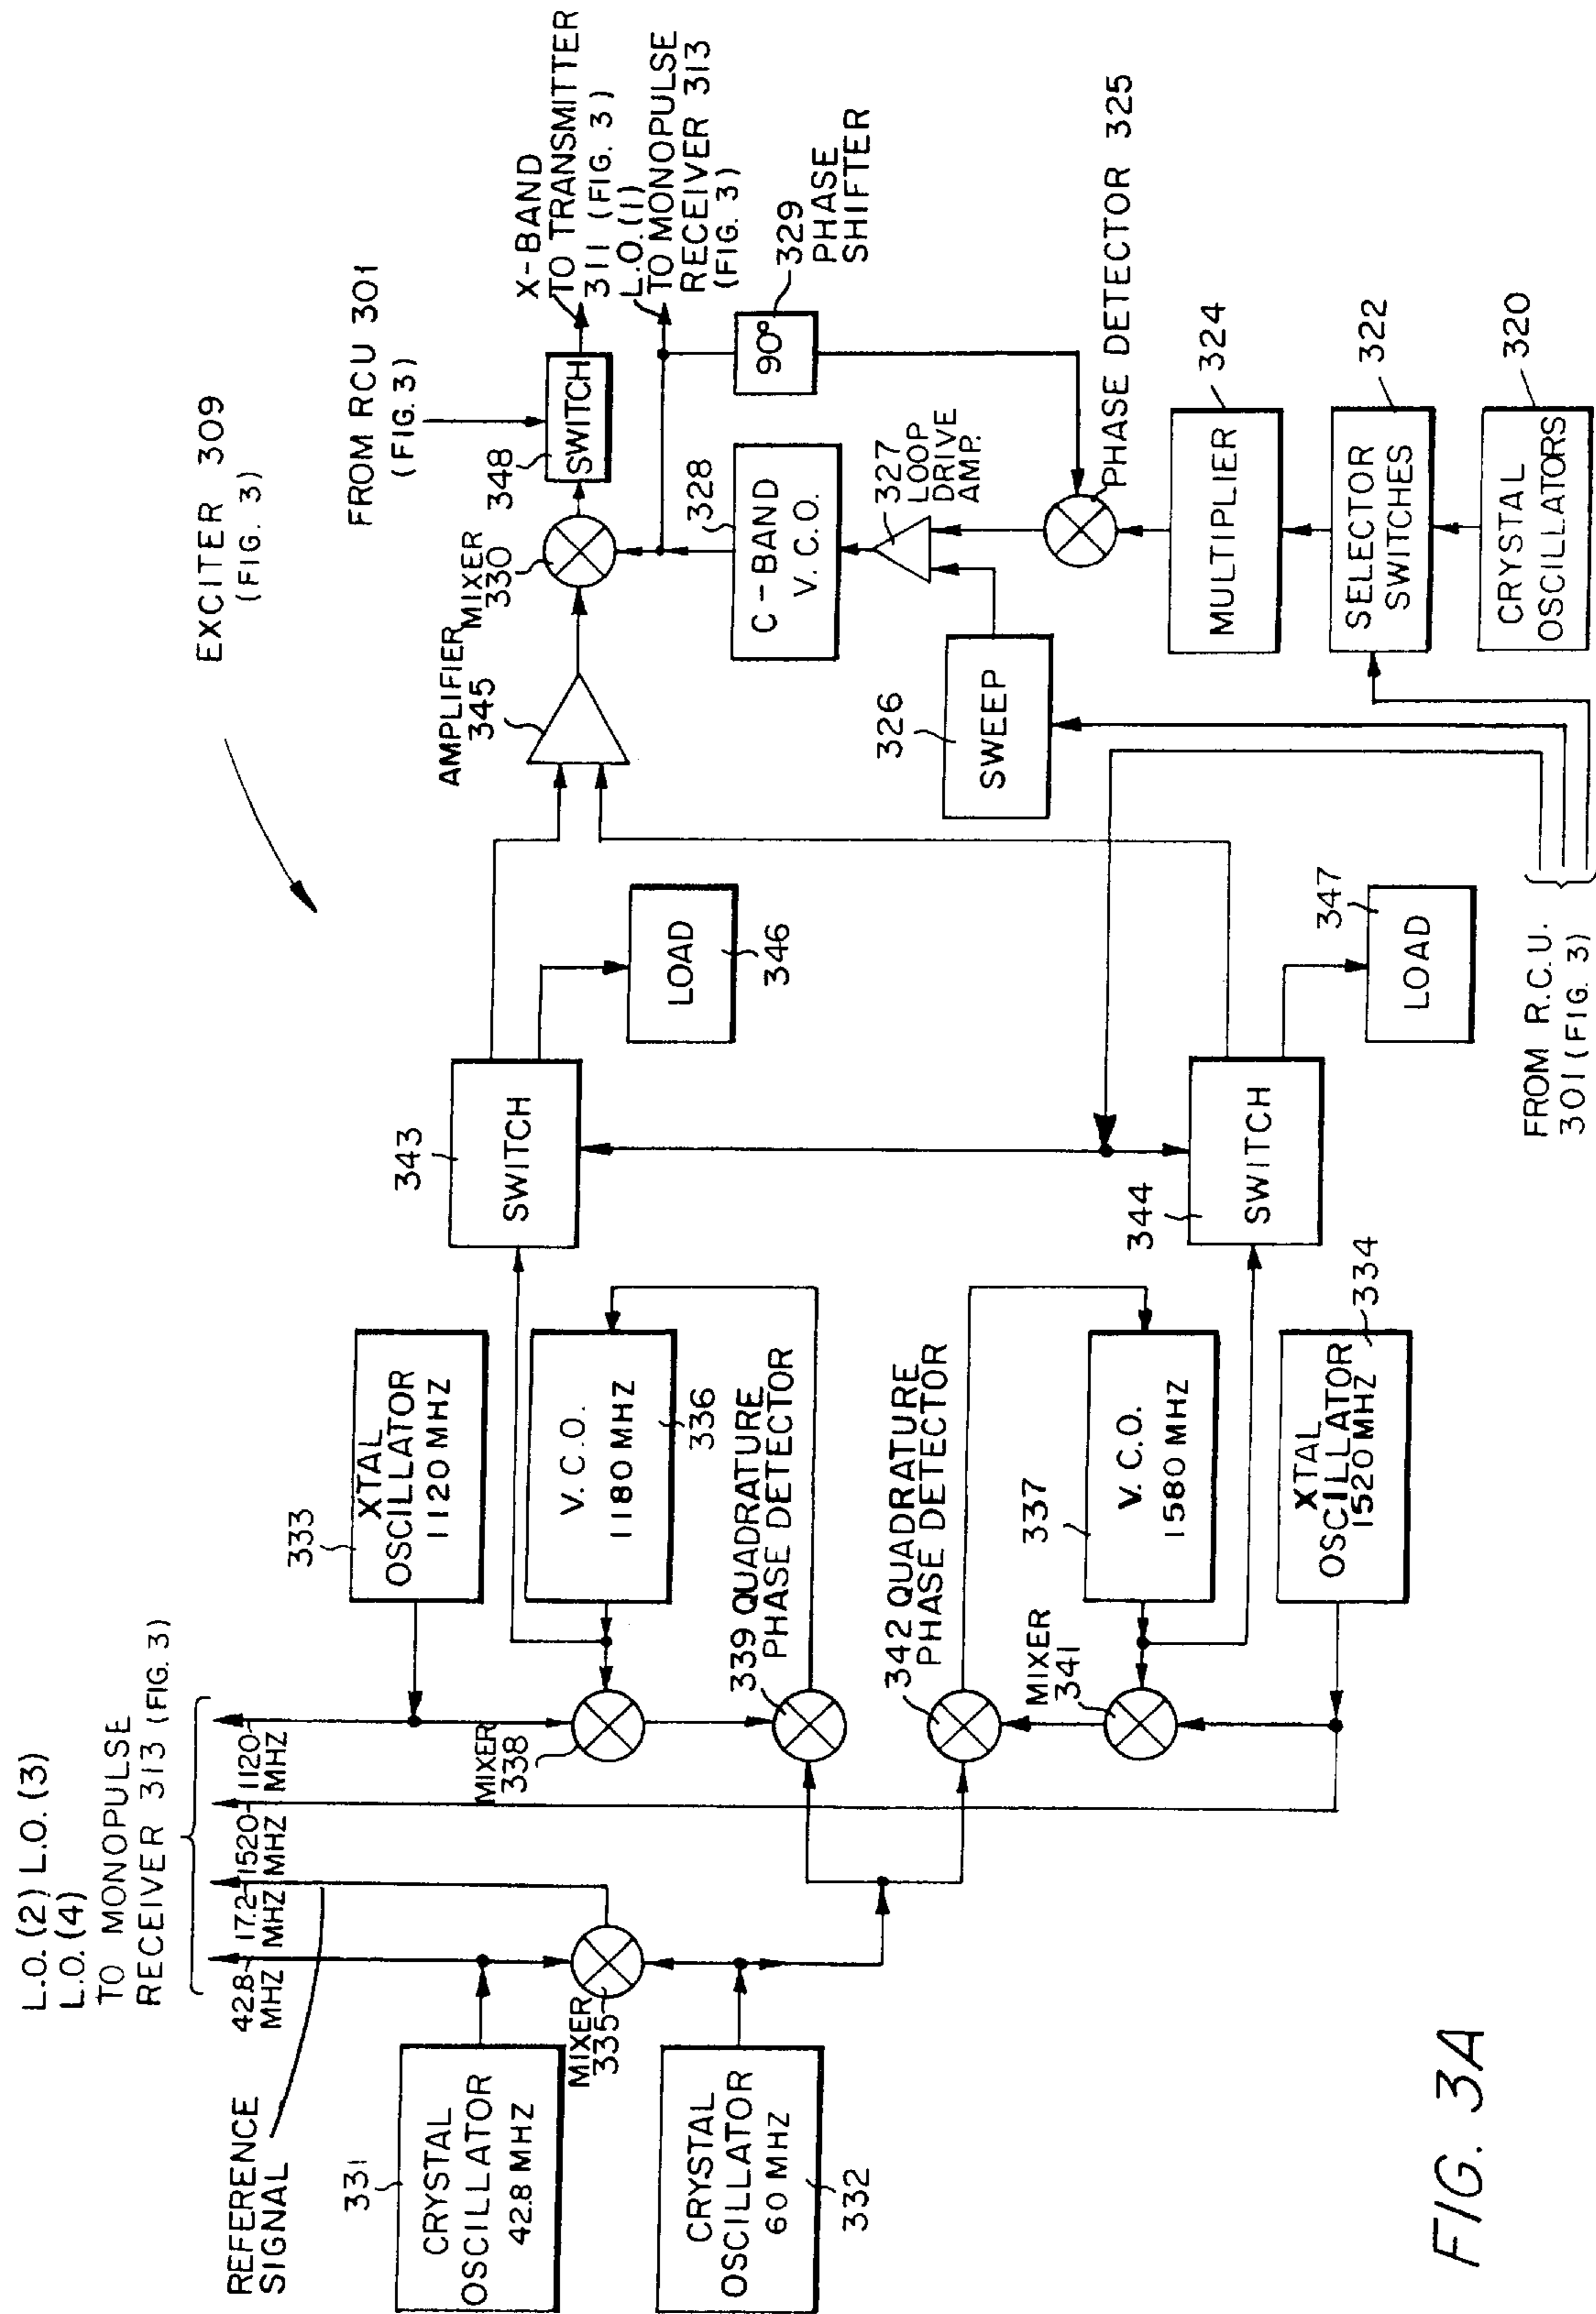 EXCITER 309
(FIG. 3)
L.O. (2) L.O. (3)
L.O. (4)
TO MONOPULSE
RECEIVER 313 (FIG. 3)
42.8
MHZ
17.2
MHZ
1520
MHZ
1120
MHZ
REFERENCE
SIGNAL
331
CRYSTAL
OSCILLATOR
42.8 MHZ
MIXER
335
CRYSTAL
OSCILLATOR
60 MHZ
332
333
XTAL
OSCILLATOR
1120 MHZ
MIXER
338
V.C.O.
1180 MHZ
336
339 QUADRATURE
PHASE DETECTOR
342 QUADRATURE
PHASE DETECTOR
MIXER
341
337
V.C.O.
1580 MHZ
XTAL
OSCILLATOR
1520 MHZ
334
343
SWITCH
LOAD
346
344
SWITCH
347
LOAD
AMPLIFIER
345
MIXER
330
FROM RCU 301
(FIG. 3)
348
SWITCH
X-BAND
TO TRANSMITTER
311 (FIG. 3)
L.O. (1)
TO MONOPULSE
RECEIVER 313
(FIG. 3)
90°
329
PHASE
SHIFTER
328
C-BAND
V.C.O.
327
LOOP
DRIVE
AMP.
326
SWEEP
PHASE DETECTOR 325
MULTIPLIER
324
SELECTOR
SWITCHES
322
CRYSTAL
OSCILLATORS
320
FROM R.C.U.
301 (FIG. 3)
FIG. 3A